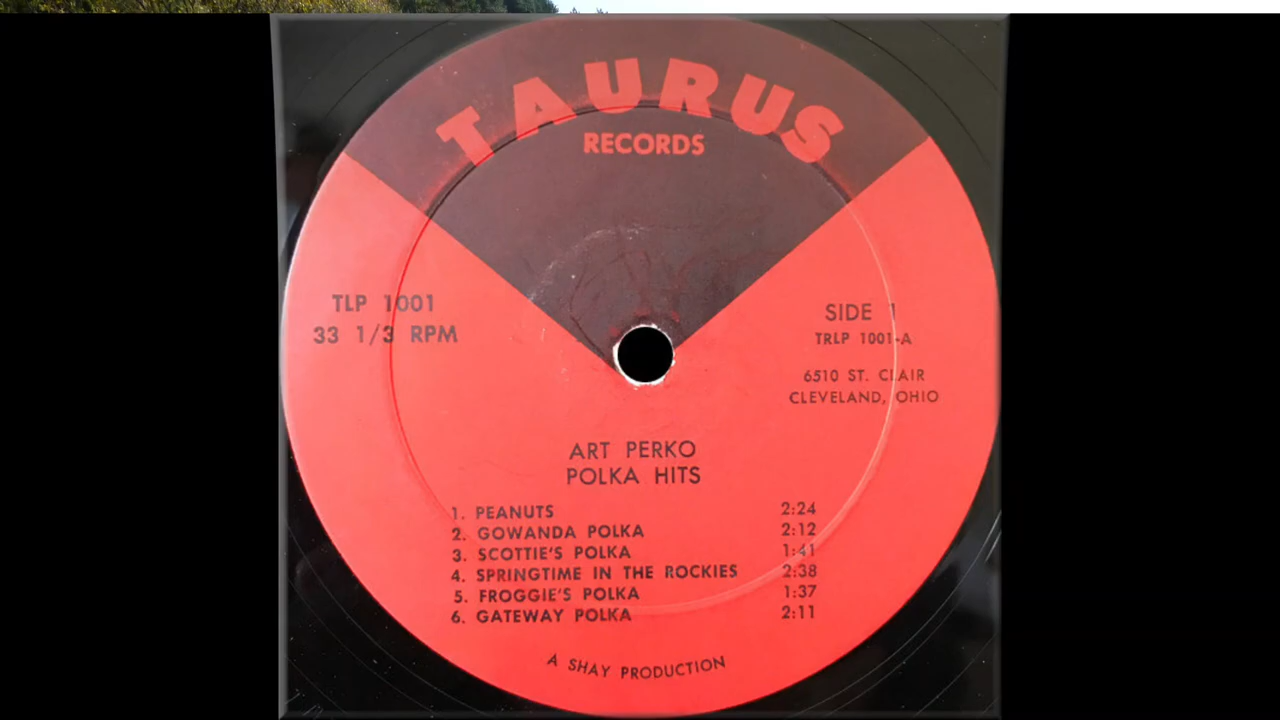 TAURUS
RECORDS
TLP 1001
33 1/3 RPM
SIDE 1
TRLP 1001-A
6510 ST. CLAIR
CLEVELAND, OHIO
ART PERKO
POLKA HITS
1. PEANUTS 2:24
2. GOWANDA POLKA 2:12
3. SCOTTIE'S POLKA 1:41
4. SPRINGTIME IN THE ROCKIES 2:38
5. FROGGIE'S POLKA 1:37
6. GATEWAY POLKA 2:11
A SHAY PRODUCTION